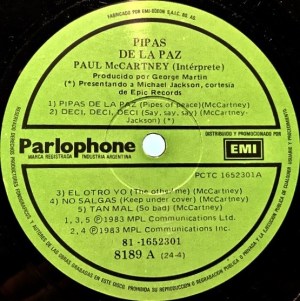 FABRICADO POR EMI ODEON S.A.I.C. BS. AS.
PIPAS
DE LA PAZ
PAUL McCARTNEY (Intérprete)
Producido por George Martin
(*) Presentando a Michael Jackson, cortesía
de Epic Records
1) PIPAS DE LA PAZ (Pipes of peace)(McCartney)
2) DECI, DECI, DECI (Say, say, say) (McCartney-
Jackson) (*)
Parlophone
MARCA REGISTRADA INDUSTRIA ARGENTINA
DISTRIBUIDO Y PROMOCIONADO POR
EMI
PCTC 1652301A
3) EL OTRO YO (The other me) (McCartney)
4) NO SALGAS (Keep under cover) (McCartney)
5) TAN MAL (So bad) (McCartney)
1, 3, 5 ℗1983 MPL Communications Ltd.
2, 4 ℗1983 MPL Communications Inc.
81 -1652301
8189 A (24-4)